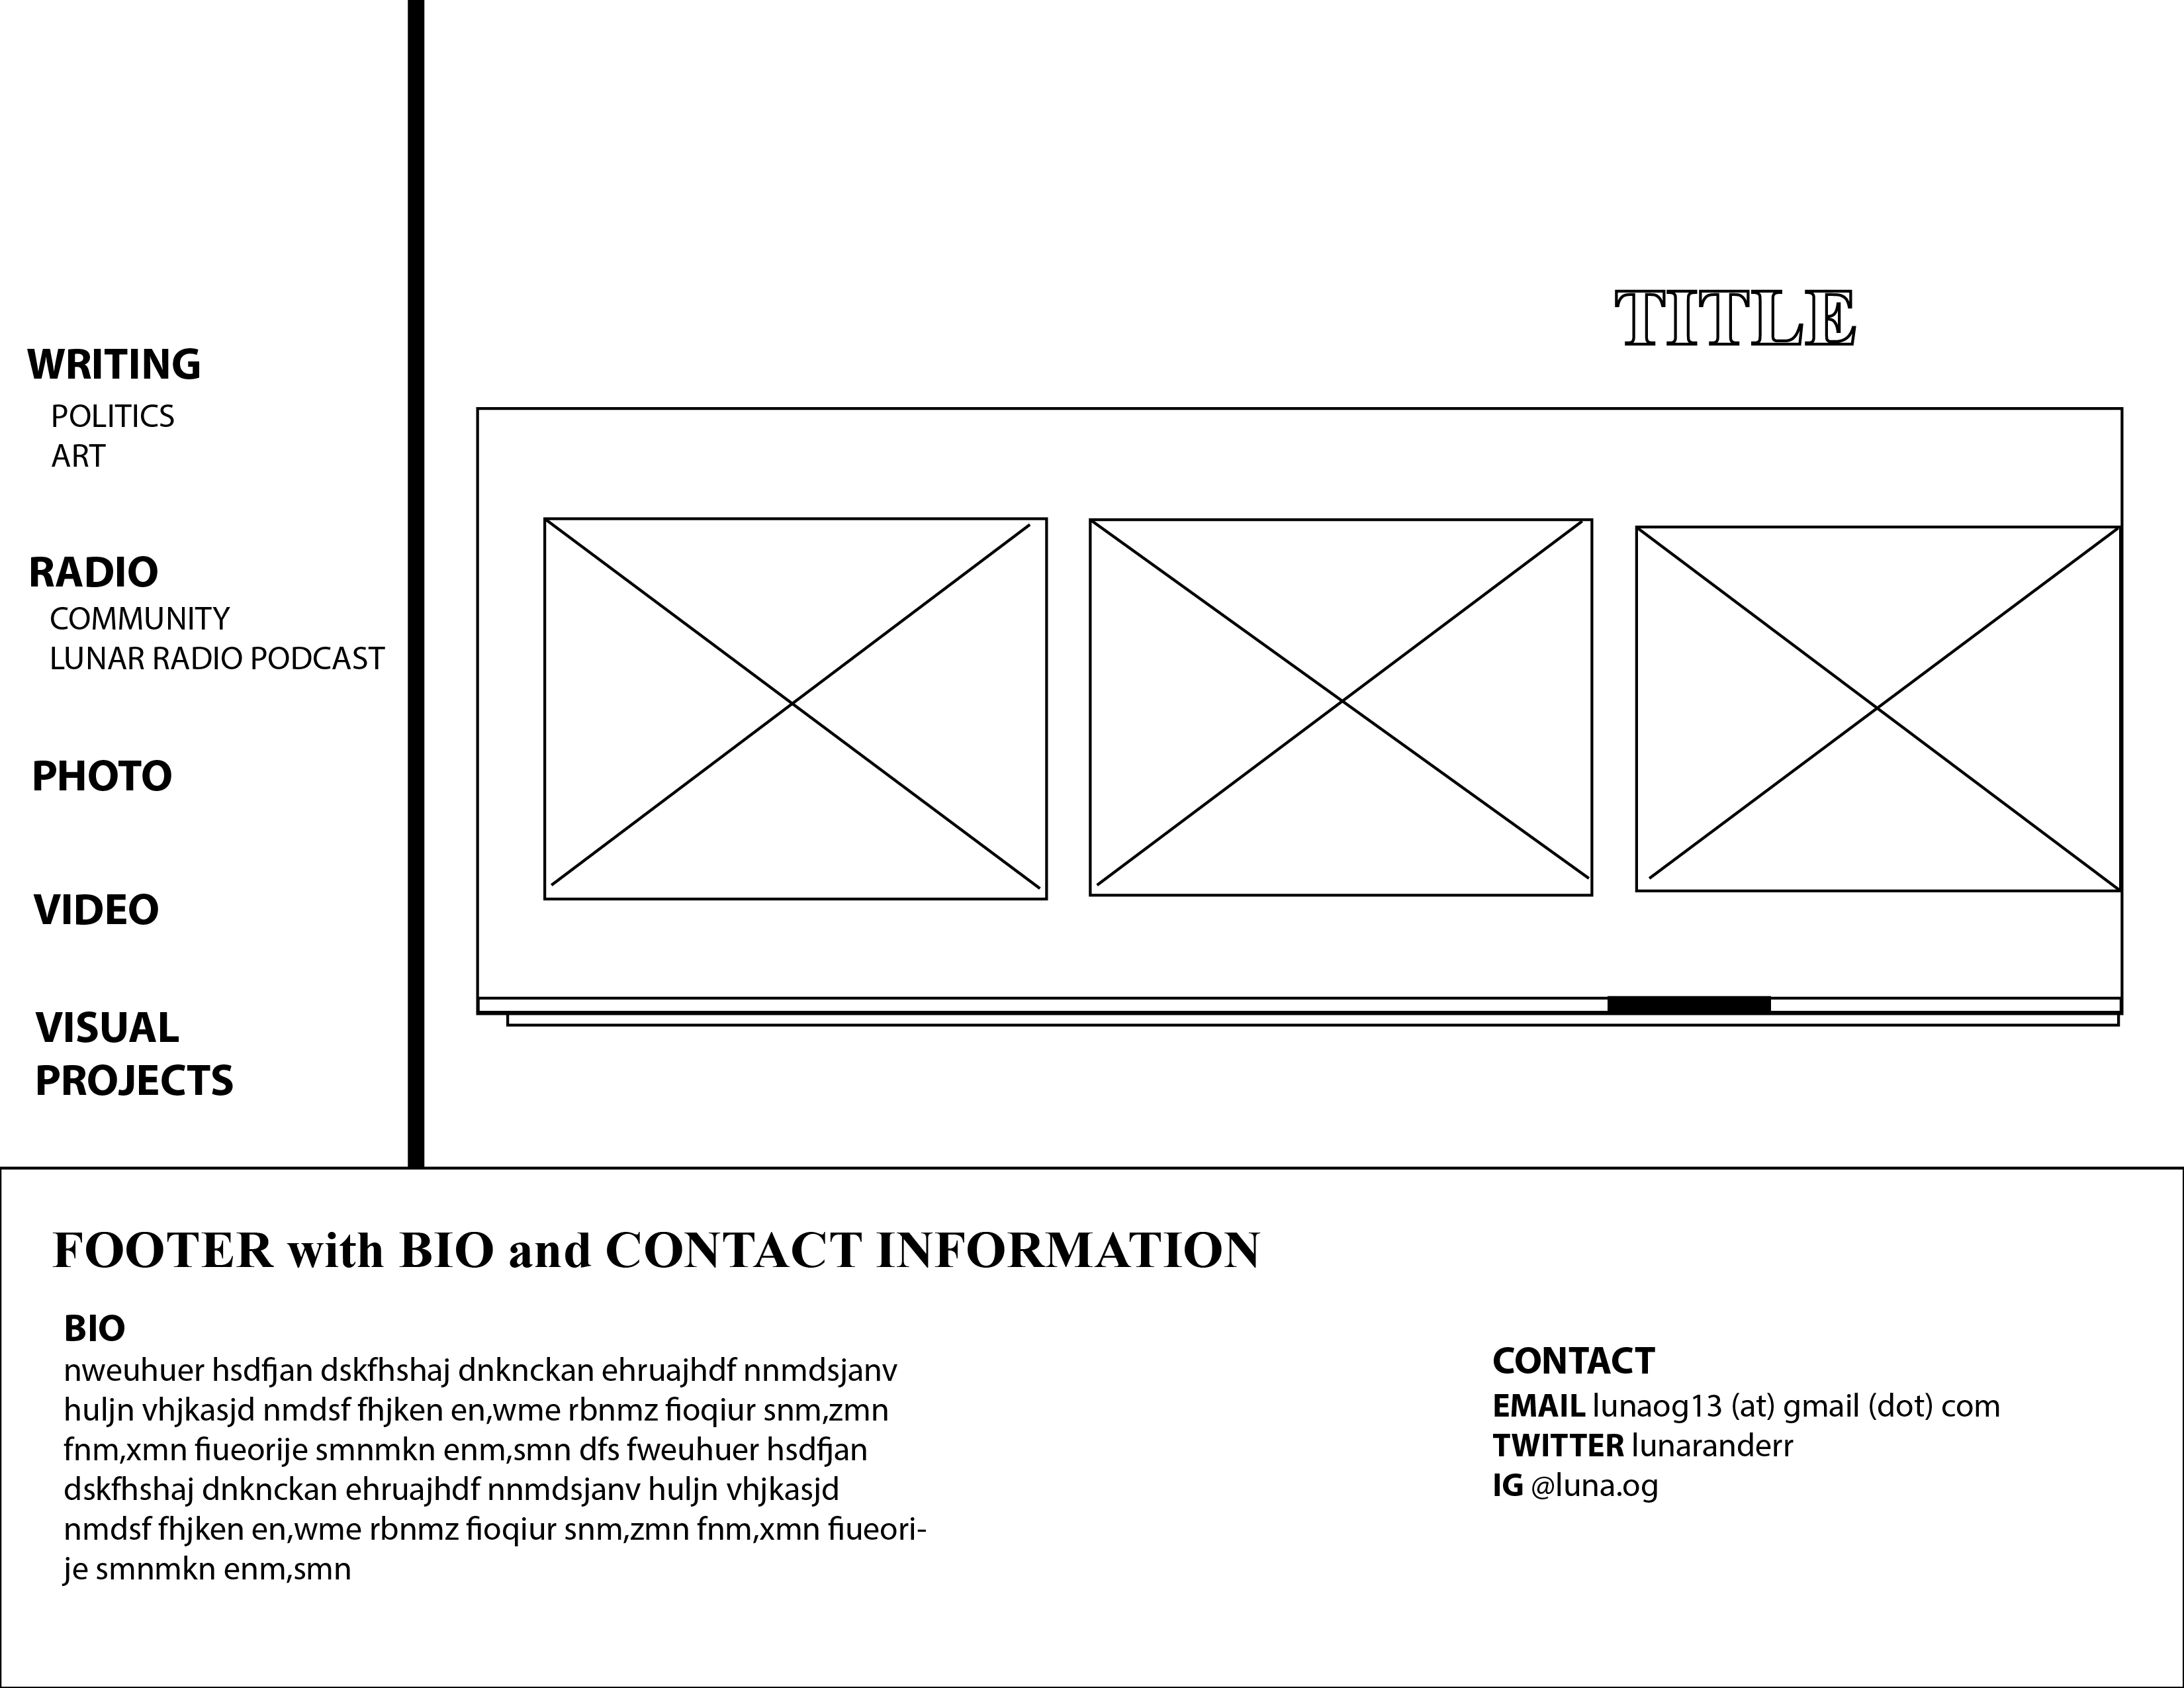 WRITING
POLITICS
ART
RADIO
COMMUNITY
LUNAR RADIO PODCAST
PHOTO
VIDEO
VISUAL
PROJECTS
TITLE
FOOTER with BIO and CONTACT INFORMATION
BIO
nweuhuer hsdfjan dskfhshaj dnknckan ehruajhdf nnmdsjanv
huljn vhjkasjd nmdsf fhjken en,wme rbnmz fioqiur snm,zmn
fnm,xmn fiueorije smnmkn enm,smn dfs fweuhuer hsdfjan
dskfhshaj dnknckan ehruajhdf nnmdsjanv huljn vhjkasjd
nmdsf fhjken en,wme rbnmz fioqiur snm,zmn fnm,xmn fiueori-
je smnmkn enm,smn
CONTACT
EMAIL lunaog13 (at) gmail (dot) com
TWITTER lunaranderr
IG @luna.og